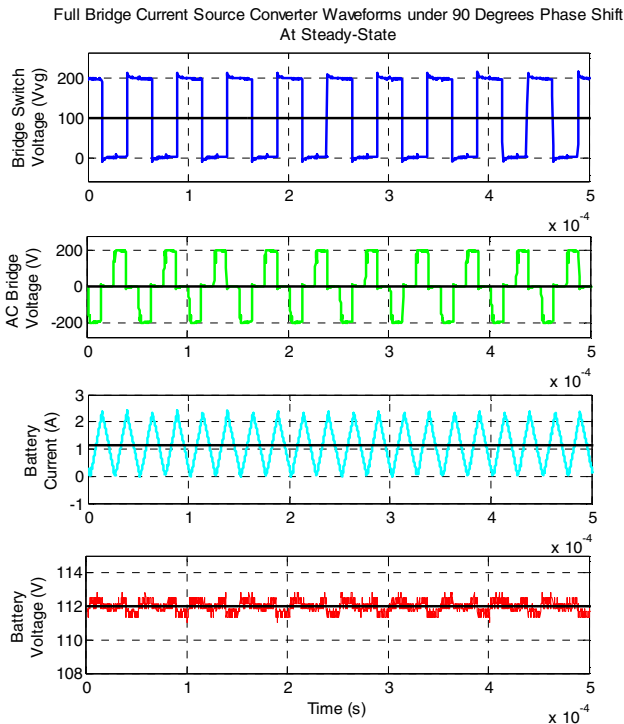 Full Bridge Current Source Converter Waveforms under 90 Degrees Phase Shift
At Steady-State
Bridge Switch
Voltage (Vvg)
200
100
0
0 1 2 3 4 5
x 10^-4
AC Bridge
Voltage (V)
200
0
-200
0 1 2 3 4 5
x 10^-4
Battery
Current (A)
3
2
1
0
-1
0 1 2 3 4 5
x 10^-4
Battery
Voltage (V)
114
112
110
108
0 1 2 3 4 5
Time (s)
x 10^-4